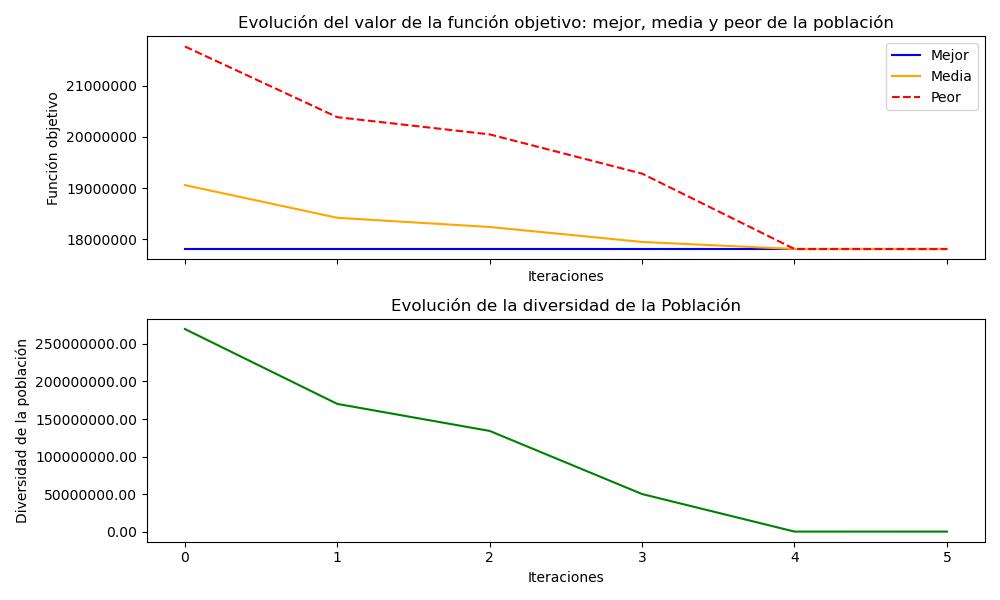 Evolución del valor de la función objetivo: mejor, media y peor de la población
Función objetivo
21000000
20000000
19000000
18000000
Mejor
Media
Peor
Iteraciones
Evolución de la diversidad de la Población
Diversidad de la población
250000000.00
200000000.00
150000000.00
100000000.00
50000000.00
0.00
0 1 2 3 4 5
Iteraciones